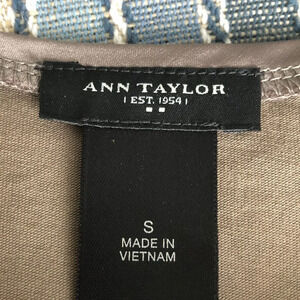 ANN TAYLOR
EST. 1954
S
MADE IN
VIETNAM